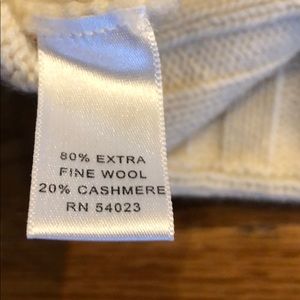 80% EXTRA
FINE WOOL
20% CASHMERE
RN 54023